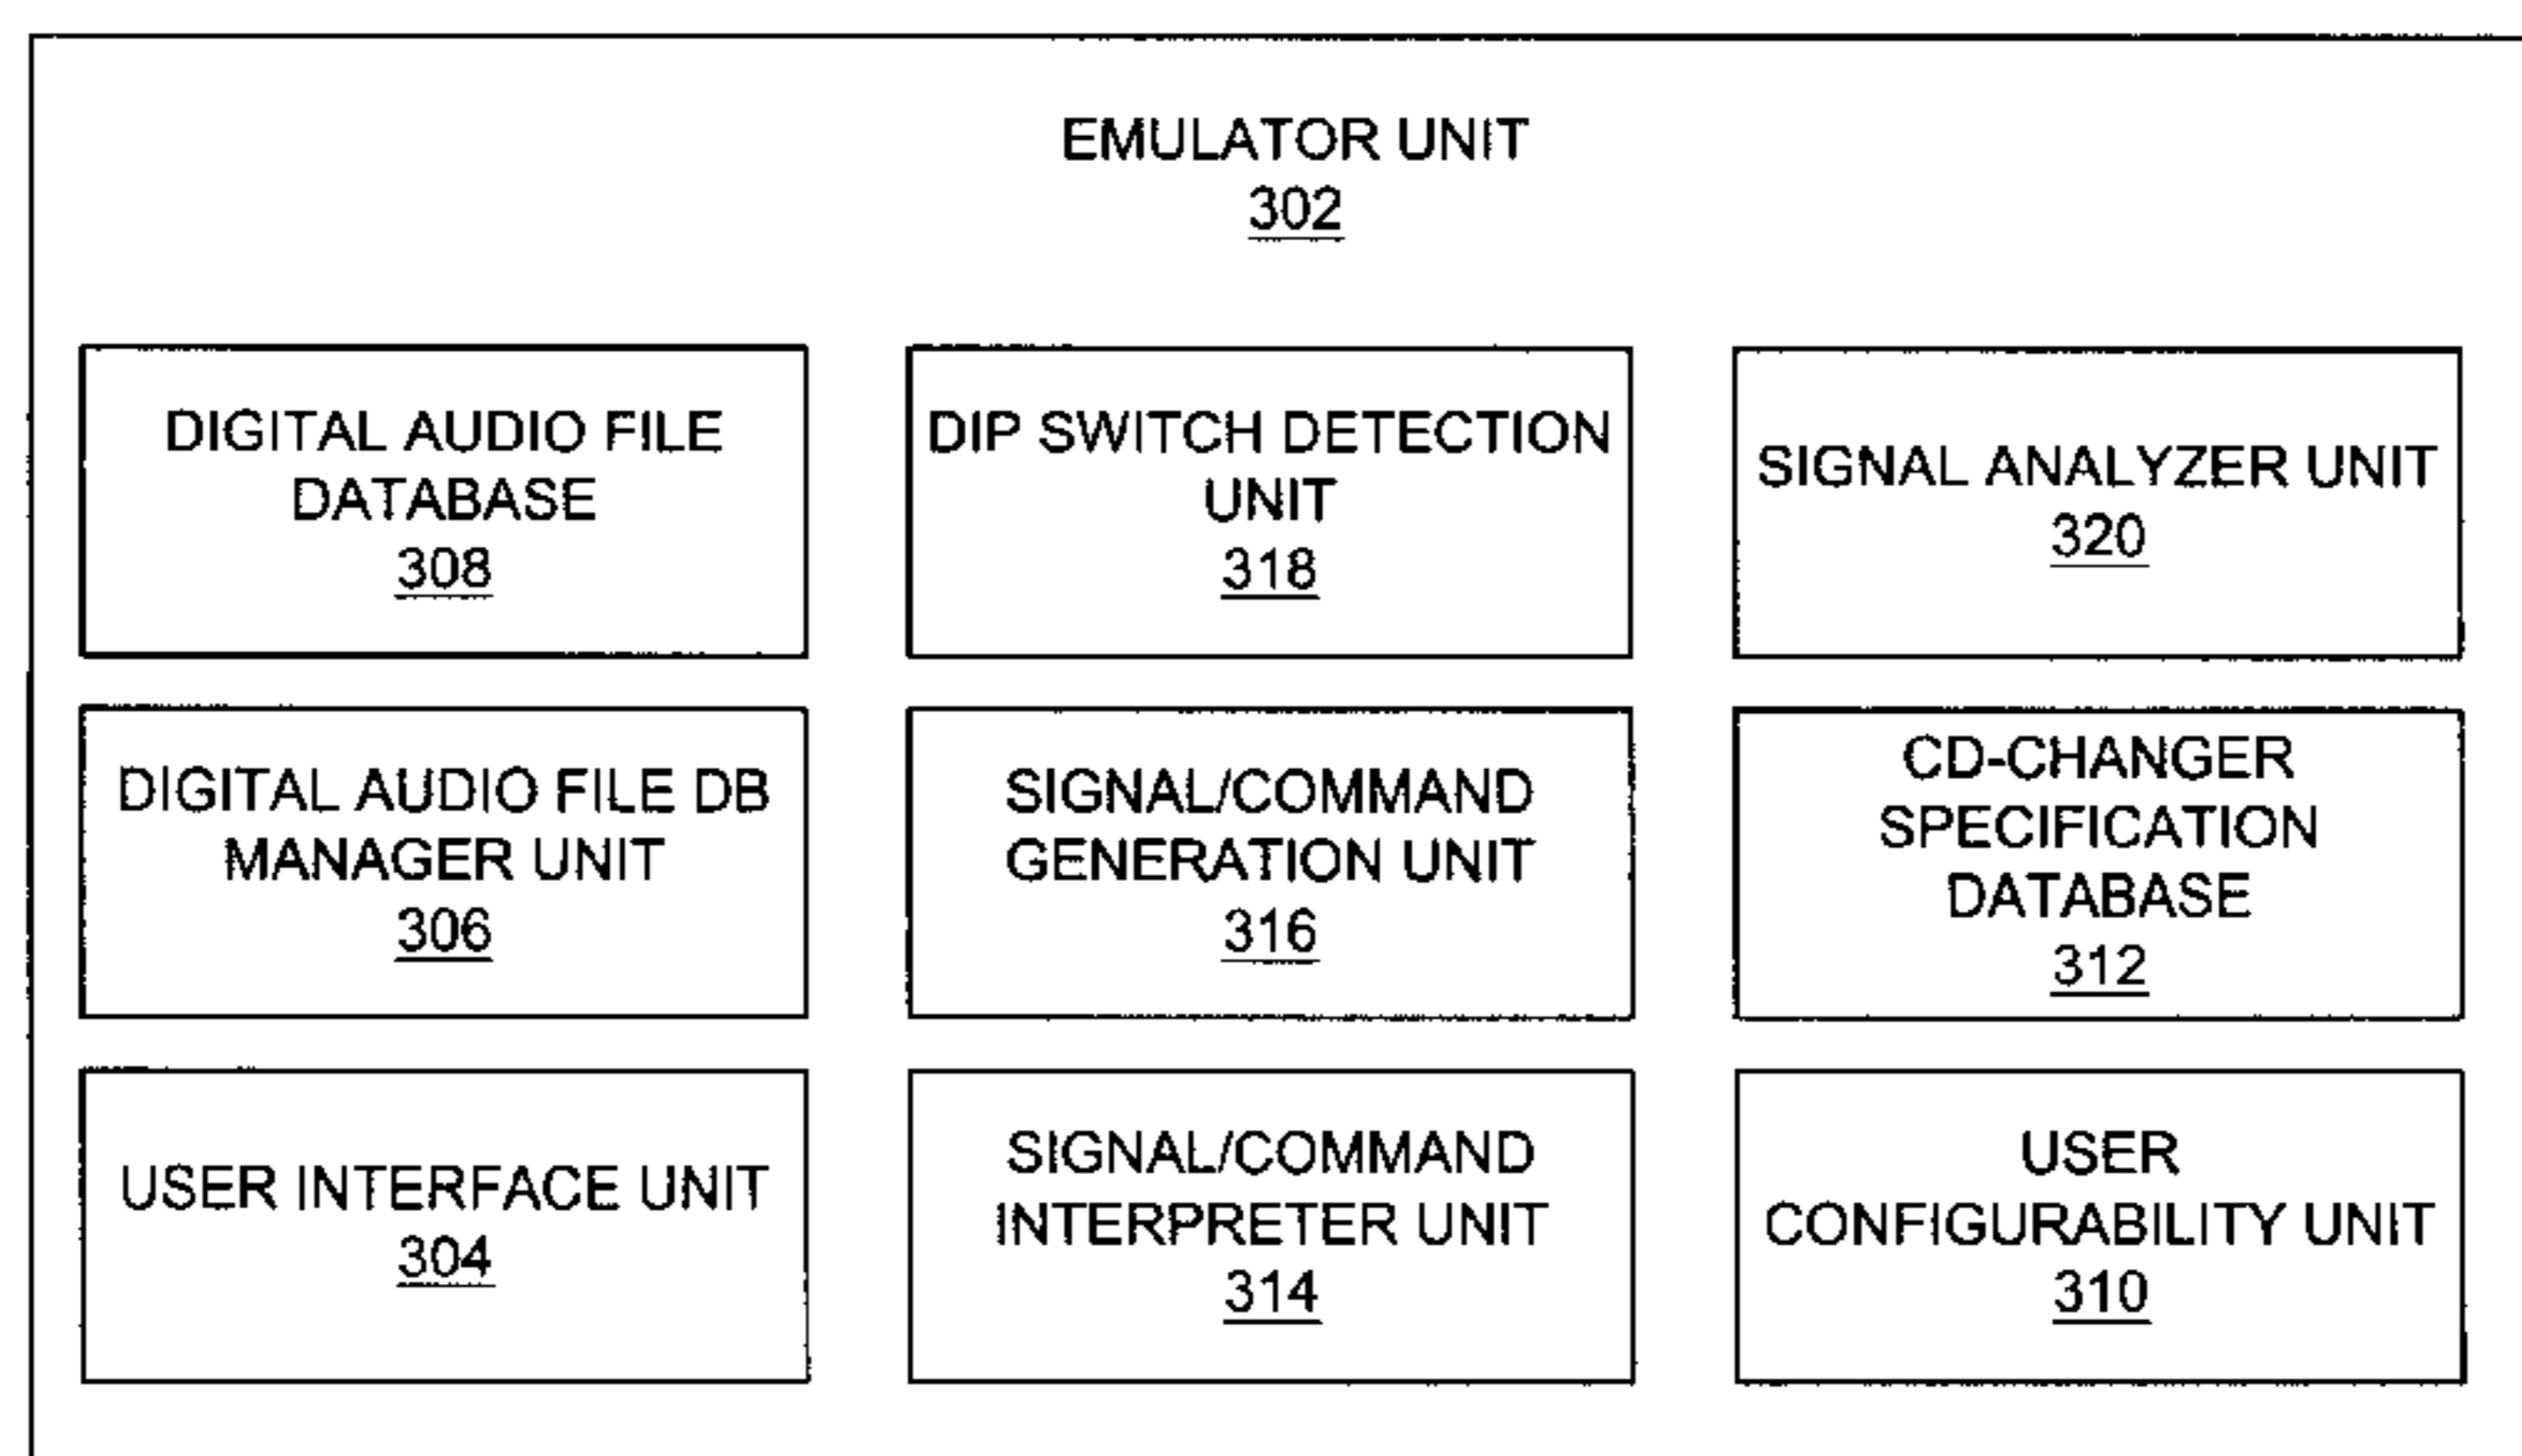 EMULATOR UNIT
302
DIGITAL AUDIO FILE
DATABASE
308
DIP SWITCH DETECTION
UNIT
318
SIGNAL ANALYZER UNIT
320
DIGITAL AUDIO FILE DB
MANAGER UNIT
306
SIGNAL/COMMAND
GENERATION UNIT
316
CD-CHANGER
SPECIFICATION
DATABASE
312
USER INTERFACE UNIT
304
SIGNAL/COMMAND
INTERPRETER UNIT
314
USER
CONFIGURABILITY UNIT
310